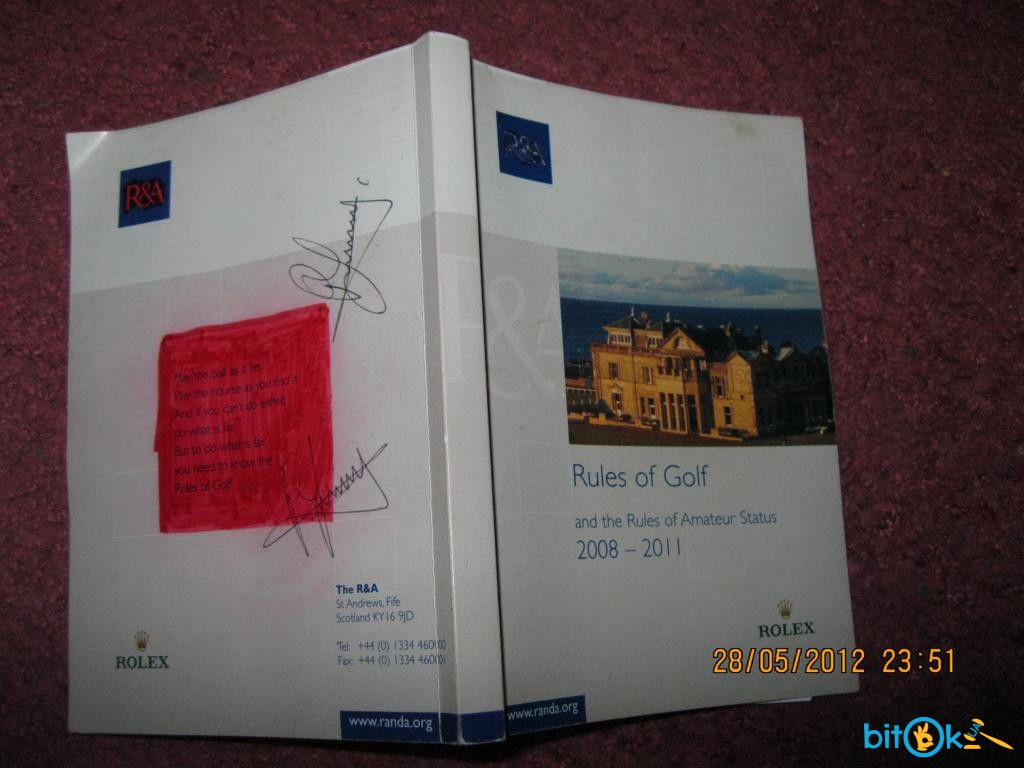 R&A
Play the ball as it lies
Play the course as you find it
And if you can't do either,
do what is fair
But to do what is fair,
you need to know the
Rules of Golf
The R&A
St Andrews, Fife
Scotland KY16 9JD
Tel: +44 (0) 1334 460000
Fax: +44 (0) 1334 460001
ROLEX
www.randa.org
R&A
R&A
Rules of Golf
and the Rules of Amateur Status
2008 – 2011
ROLEX
www.randa.org
28/05/2012 23:51
bitOk
UA